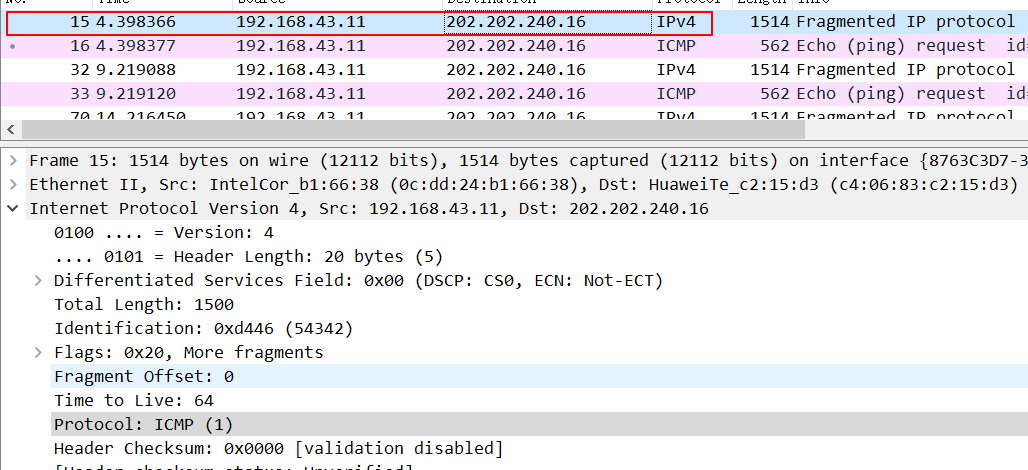 No. Time Source Destination Protocol Length Info
15 4.398366 192.168.43.11 202.202.240.16 IPv4 1514 Fragmented IP protocol
16 4.398377 192.168.43.11 202.202.240.16 ICMP 562 Echo (ping) request id=
32 9.219088 192.168.43.11 202.202.240.16 IPv4 1514 Fragmented IP protocol
33 9.219120 192.168.43.11 202.202.240.16 ICMP 562 Echo (ping) request id=
70 14.216450 192.168.43.11 202.202.240.16 IPv4 1514 Fragmented IP protocol
Frame 15: 1514 bytes on wire (12112 bits), 1514 bytes captured (12112 bits) on interface {8763C3D7-3
Ethernet II, Src: IntelCor_b1:66:38 (0c:dd:24:b1:66:38), Dst: HuaweiTe_c2:15:d3 (c4:06:83:c2:15:d3)
Internet Protocol Version 4, Src: 192.168.43.11, Dst: 202.202.240.16
0100 .... = Version: 4
.... 0101 = Header Length: 20 bytes (5)
Differentiated Services Field: 0x00 (DSCP: CS0, ECN: Not-ECT)
Total Length: 1500
Identification: 0xd446 (54342)
Flags: 0x20, More fragments
Fragment Offset: 0
Time to Live: 64
Protocol: ICMP (1)
Header Checksum: 0x0000 [validation disabled]
[Header checksum status: Unverified]